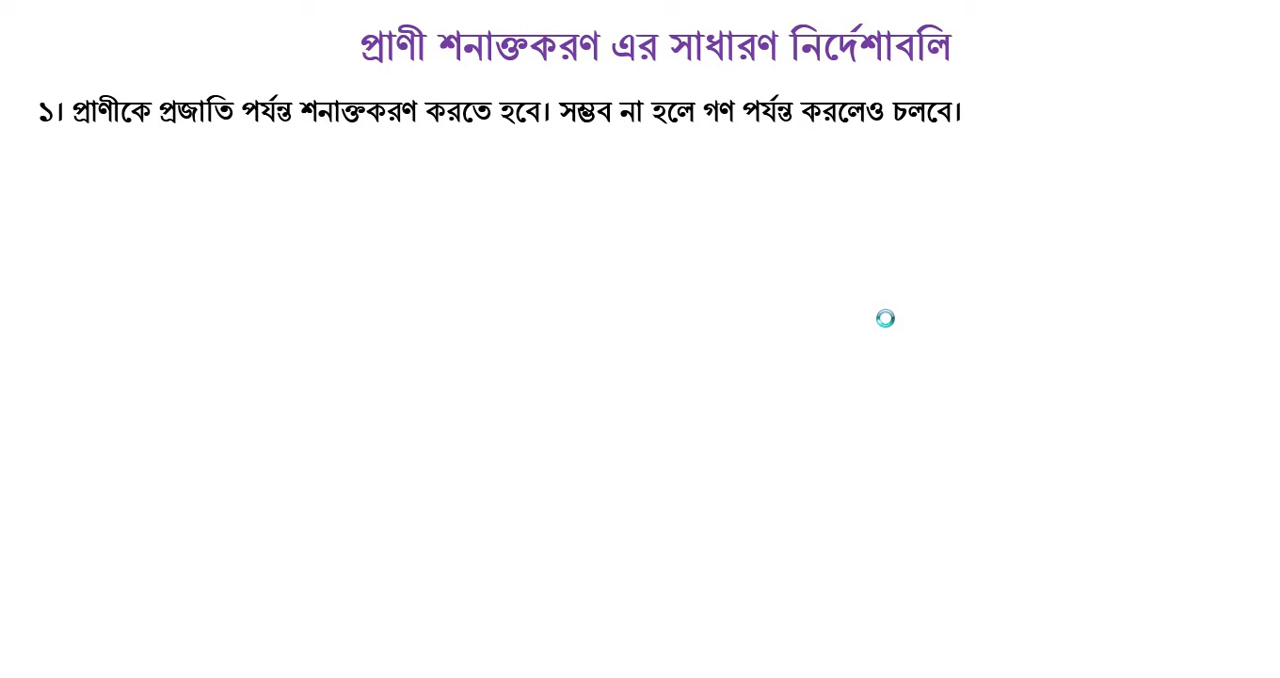 প্রাণী শনাক্তকরণ এর সাধারণ নির্দেশাবলি
১। প্রাণীকে প্রজাতি পর্যন্ত শনাক্তকরণ করতে হবে। সম্ভব না হলে গণ পর্যন্ত করলেও চলবে।